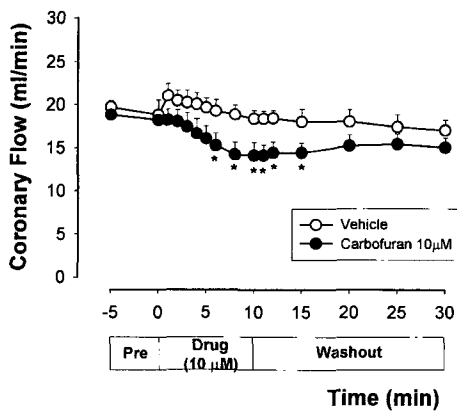 Coronary Flow (ml/min)
30
25
20
15
10
5
0
* * ** * *
Vehicle
Carbofuran 10μM
-5 0 5 10 15 20 25 30
Pre
Drug
(10 μM)
Washout
Time (min)